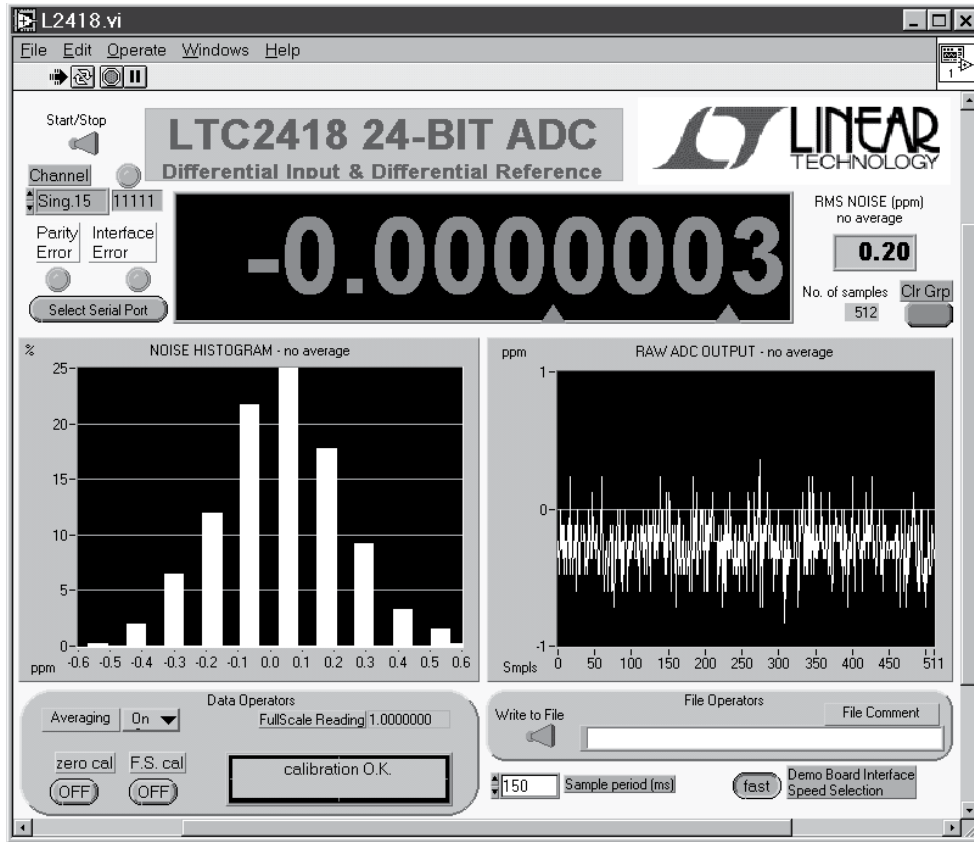 L2418.vi
File Edit Operate Windows Help
1
Start/Stop
LTC2418 24-BIT ADC
Differential Input & Differential Reference
LINEAR
TECHNOLOGY
Channel
Sing.15 11111
Parity Error
Interface Error
Select Serial Port
-0.0000003
RMS NOISE (ppm)
no average
0.20
No. of samples
512
Clr Grp
%
NOISE HISTOGRAM - no average
25
20
15
10
5
0
ppm
-0.6 -0.5 -0.4 -0.3 -0.2 -0.1 0.0 0.1 0.2 0.3 0.4 0.5 0.6
ppm
RAW ADC OUTPUT - no average
1
0
-1
Smpls
0 50 100 150 200 250 300 350 400 450 511
Data Operators
Averaging On
FullScale Reading 1.0000000
zero cal F.S. cal
OFF OFF
calibration O.K.
File Operators
Write to File
File Comment
150 Sample period (ms)
fast
Demo Board Interface
Speed Selection